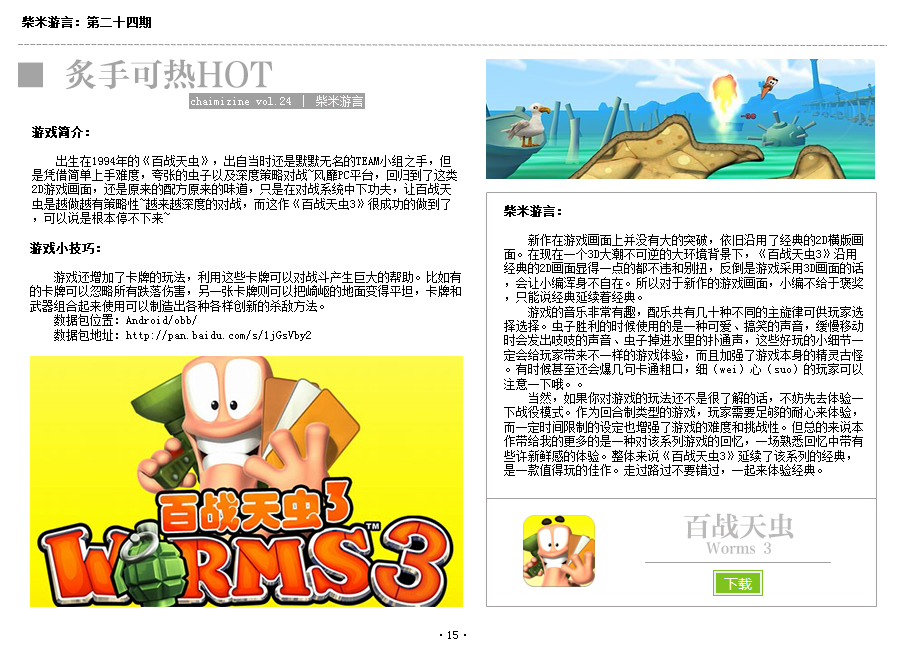 柴米游言：第二十四期
炙手可热HOT
chaimizine vol.24 | 柴米游言
游戏简介：
出生在1994年的《百战天虫》，出自当时还是默默无名的TEAM小组之手，但
是凭借简单上手难度，夸张的虫子以及深度策略对战~风靡PC平台，回归到了这类
2D游戏画面，还是原来的配方原来的味道，只是在对战系统中下功夫，让百战天
虫是越做越有策略性~越来越深度的对战，而这作《百战天虫3》很成功的做到了
，可以说是根本停不下来~
游戏小技巧：
游戏还增加了卡牌的玩法，利用这些卡牌可以对战斗产生巨大的帮助。比如有
的卡牌可以忽略所有跌落伤害，另一张卡牌则可以把崎岖的地面变得平坦，卡牌和
武器组合起来使用可以制造出各种各样创新的杀敌方法。
数据包位置：Android/obb/
数据包地址：http://pan.baidu.com/s/1jGsVby2
百战天虫3
WORMS 3™
柴米游言：
新作在游戏画面上并没有大的突破，依旧沿用了经典的2D横版画
面。在现在一个3D大潮不可逆的大环境背景下，《百战天虫3》沿用
经典的2D画面显得一点的都不违和别扭，反倒是游戏采用3D画面的话
，会让小编浑身不自在。所以对于新作的游戏画面，小编不给于褒奖
，只能说经典延续着经典。
游戏的音乐非常有趣，配乐共有几十种不同的主旋律可供玩家选
择选择。虫子胜利的时候使用的是一种可爱、搞笑的声音，缓慢移动
时会发出吱吱的声音、虫子掉进水里的扑通声，这些好玩的小细节一
定会给玩家带来不一样的游戏体验，而且加强了游戏本身的精灵古怪
。有时候甚至还会爆几句卡通粗口，细（wei）心（suo）的玩家可以
注意一下哦。。
当然，如果你对游戏的玩法还不是很了解的话，不妨先去体验一
下战役模式。作为回合制类型的游戏，玩家需要足够的耐心来体验，
而一定时间限制的设定也增强了游戏的难度和挑战性。但总的来说本
作带给我的更多的是一种对该系列游戏的回忆，一场熟悉回忆中带有
些许新鲜感的体验。整体来说《百战天虫3》延续了该系列的经典，
是一款值得玩的佳作。走过路过不要错过，一起来体验经典。
百战天虫
Worms 3
下载
·15·